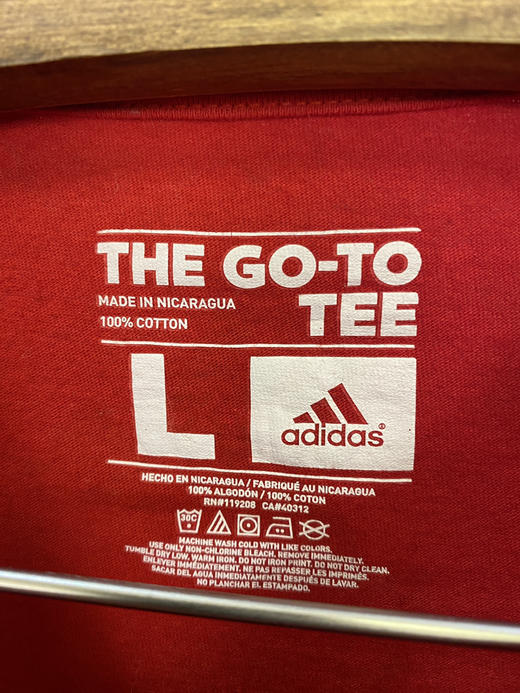 THE GO-TO
TEE
MADE IN NICARAGUA
100% COTTON
L
adidas®
HECHO EN NICARAGUA / FABRIQUÉ AU NICARAGUA
100% ALGODÓN / 100% COTON
RN#119208 CA#40312
30C
MACHINE WASH COLD WITH LIKE COLORS.
USE ONLY NON-CHLORINE BLEACH. REMOVE IMMEDIATELY.
TUMBLE DRY LOW. WARM IRON. DO NOT IRON PRINT. DO NOT DRY CLEAN.
ENLEVER IMMÉDIATEMENT. NE PAS REPASSER LES IMPRIMÉS.
SACAR DEL AGUA INMEDIATAMENTE DESPUÉS DE LAVAR.
NO PLANCHAR EL ESTAMPADO.